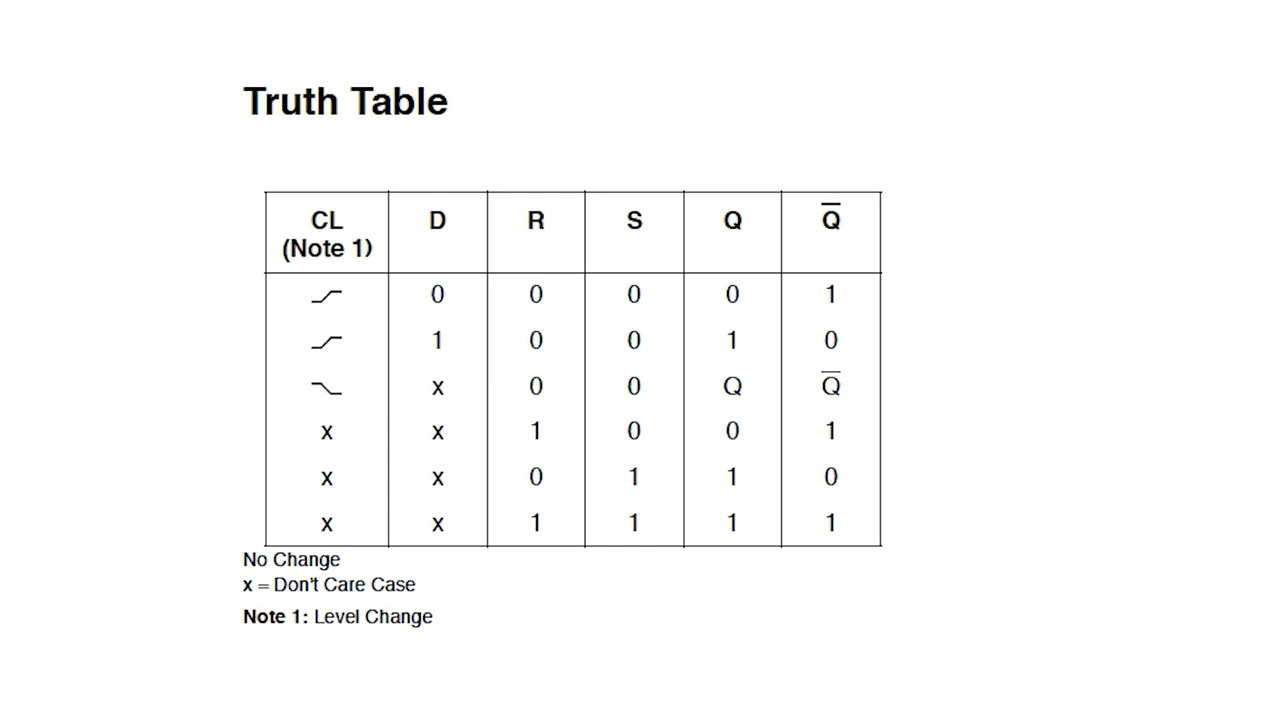 Truth Table
CL D R S Q Q̅
(Note 1)
0 0 0 0 1
1 0 0 1 0
x 0 0 Q Q̅
x x 1 0 0 1
x x 0 1 1 0
x x 1 1 1 1
No Change
x = Don't Care Case
Note 1: Level Change